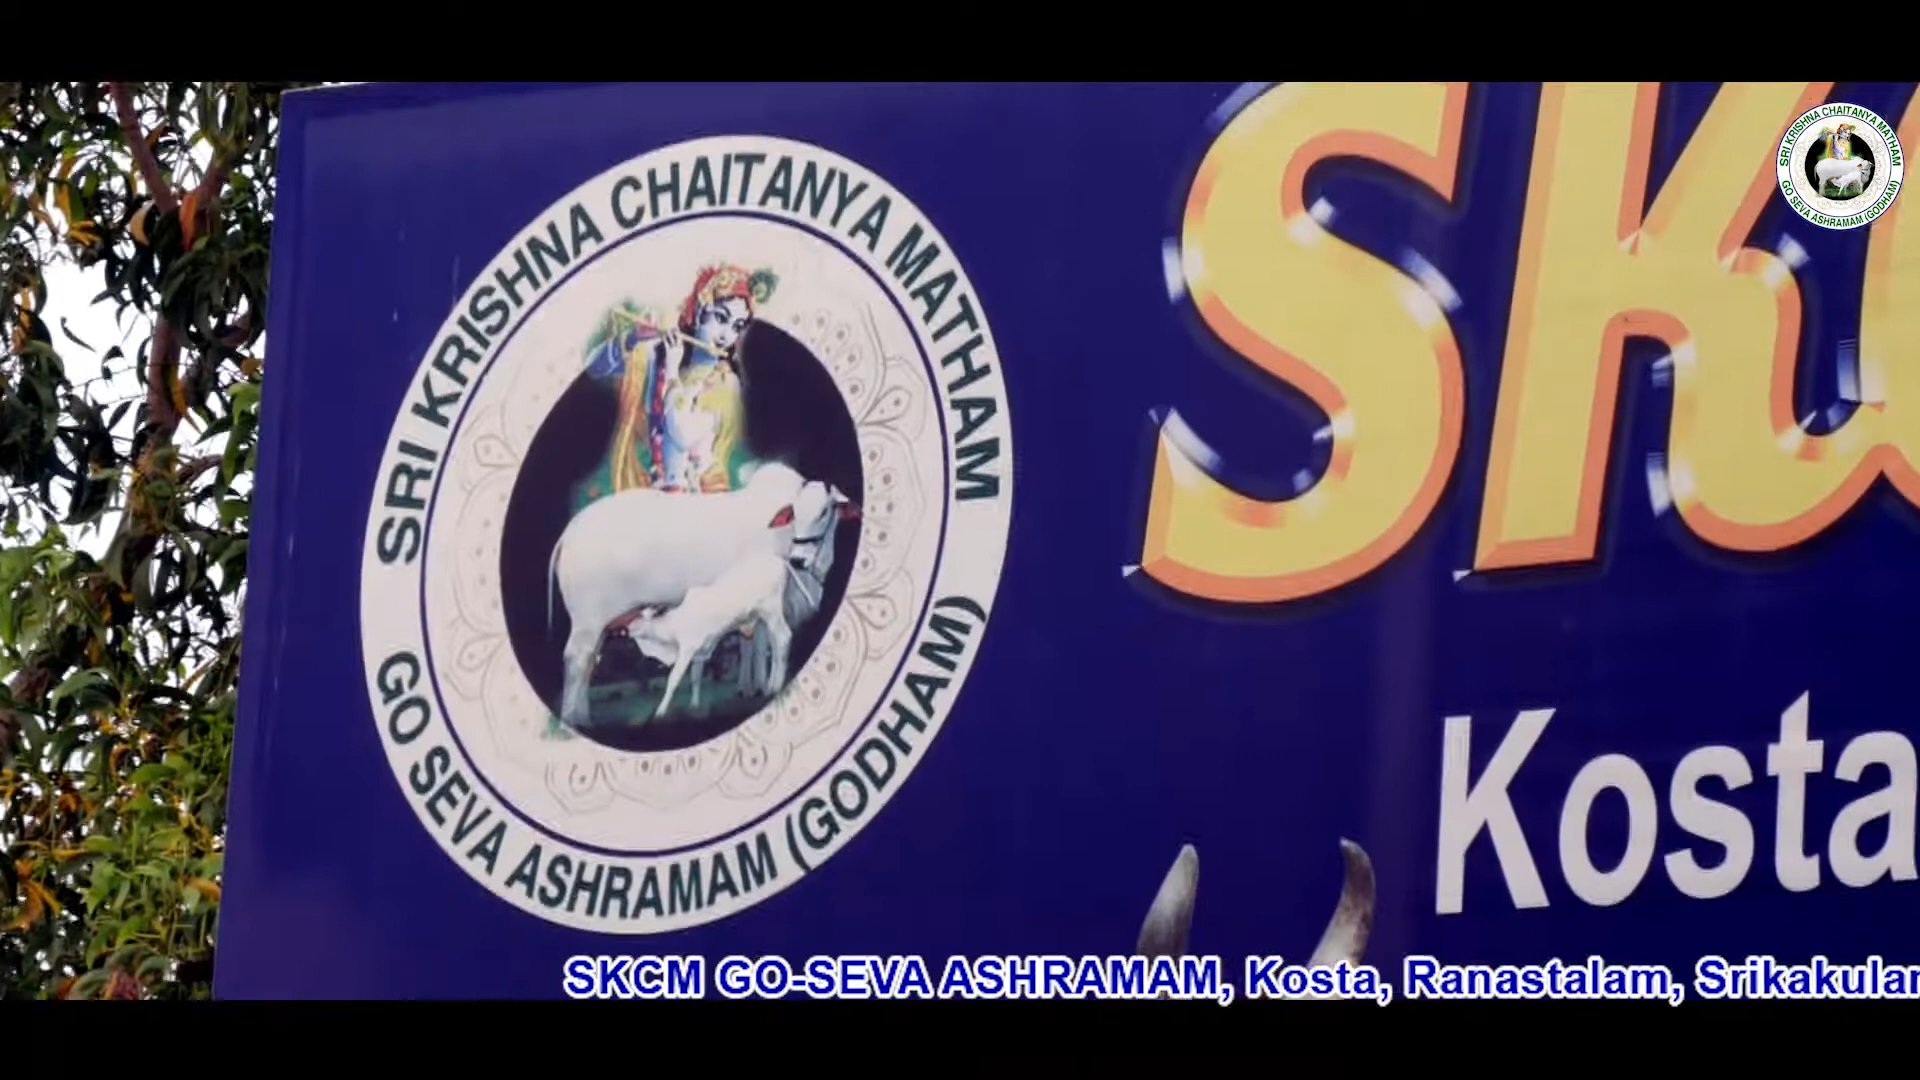 SRI KRISHNA CHAITANYA MATHAM
GO SEVA ASHRAMAM (GODHAM)
SK
Kosta
SRI KRISHNA CHAITANYA MATHAM
GO SEVA ASHRAMAM (GODHAM)
SKCM GO-SEVA ASHRAMAM, Kosta, Ranastalam, Srikakulam